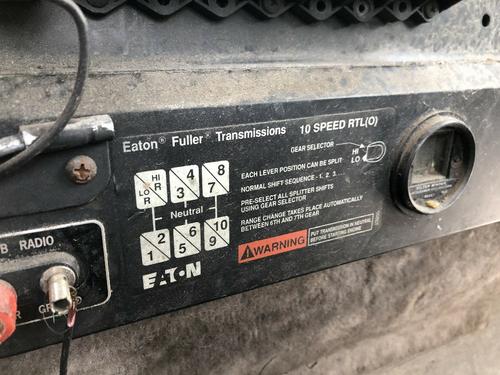 Eaton® Fuller® Transmissions 10 SPEED RTL(O)
GEAR SELECTOR HI
LO
HI
R
LO
R
4
3
8
7
Neutral
2
1
6
5
10
9
EACH LEVER POSITION CAN BE SPLIT
NORMAL SHIFT SEQUENCE - 1, 2, 3. . .
PRE-SELECT ALL SPLITTER SHIFTS
USING GEAR SELECTOR
RANGE CHANGE TAKES PLACE AUTOMATICALLY
BETWEEN 6TH AND 7TH GEAR
WARNING
PUT TRANSMISSION IN NEUTRAL
BEFORE STARTING ENGINE
EATON
B RADIO